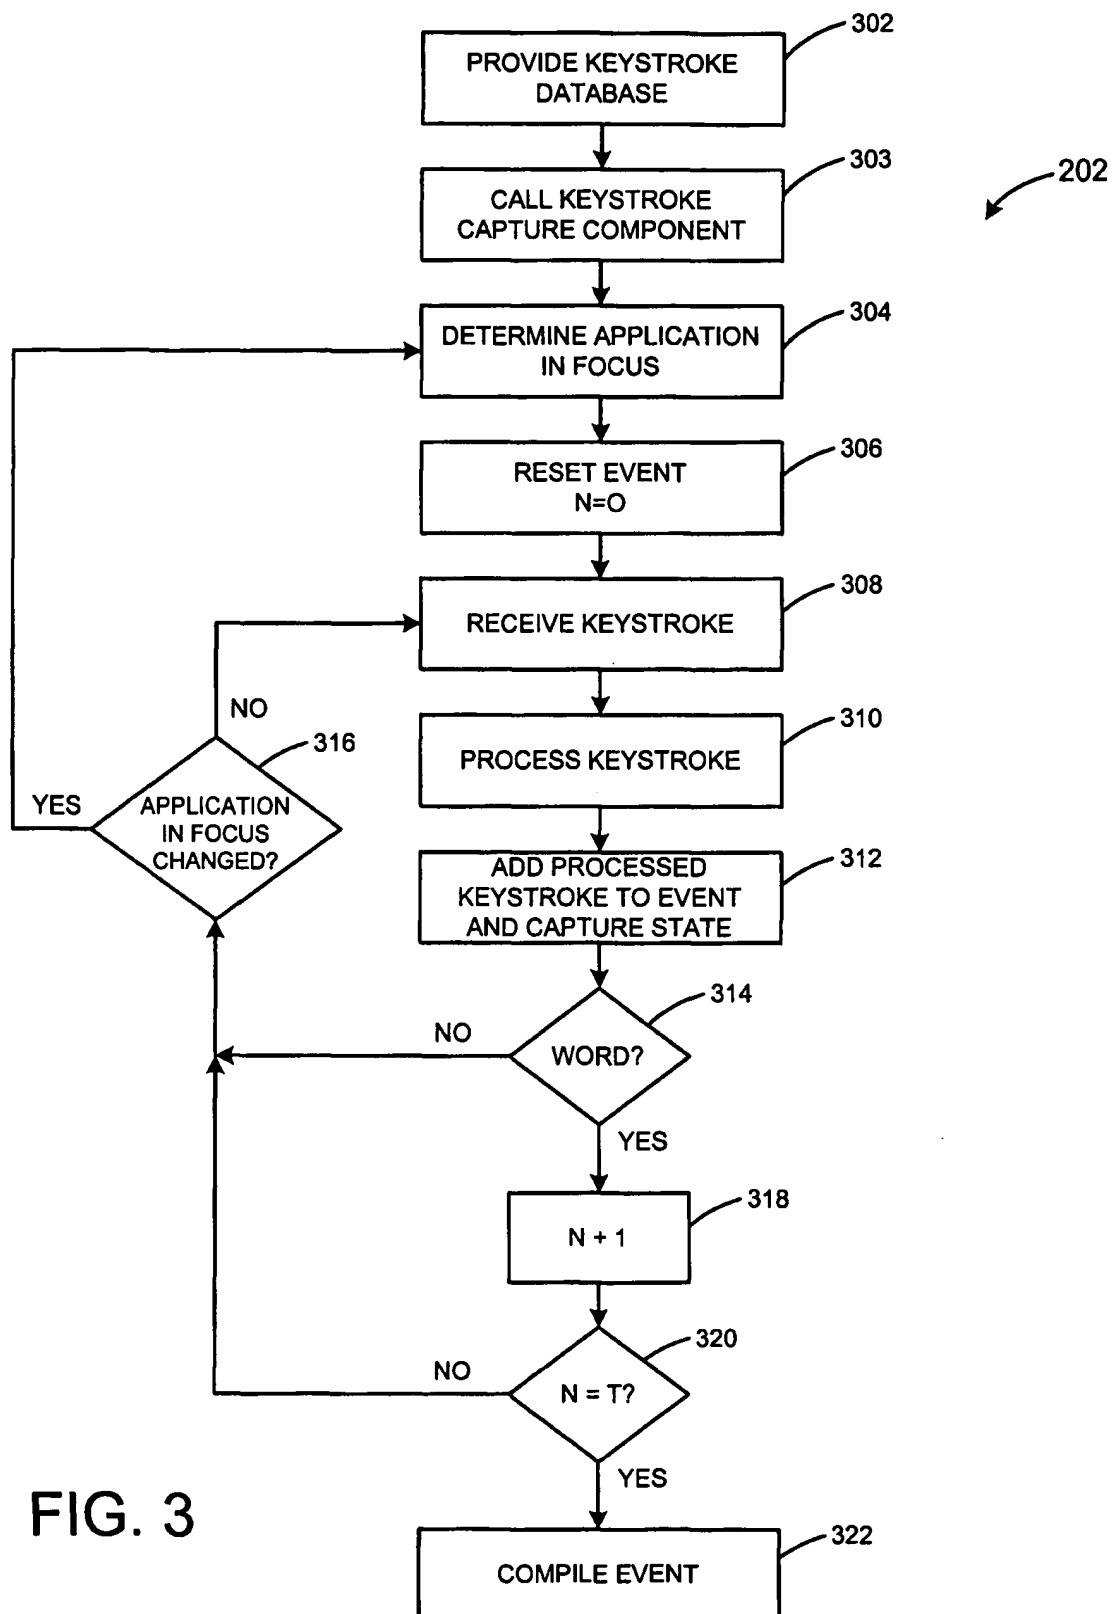 302
PROVIDE KEYSTROKE
DATABASE
303
CALL KEYSTROKE
CAPTURE COMPONENT
202
304
DETERMINE APPLICATION
IN FOCUS
306
RESET EVENT
N=O
308
RECEIVE KEYSTROKE
NO
310
PROCESS KEYSTROKE
316
YES
APPLICATION
IN FOCUS
CHANGED?
312
ADD PROCESSED
KEYSTROKE TO EVENT
AND CAPTURE STATE
314
NO
WORD?
YES
318
N + 1
320
NO
N = T?
YES
FIG. 3
322
COMPILE EVENT